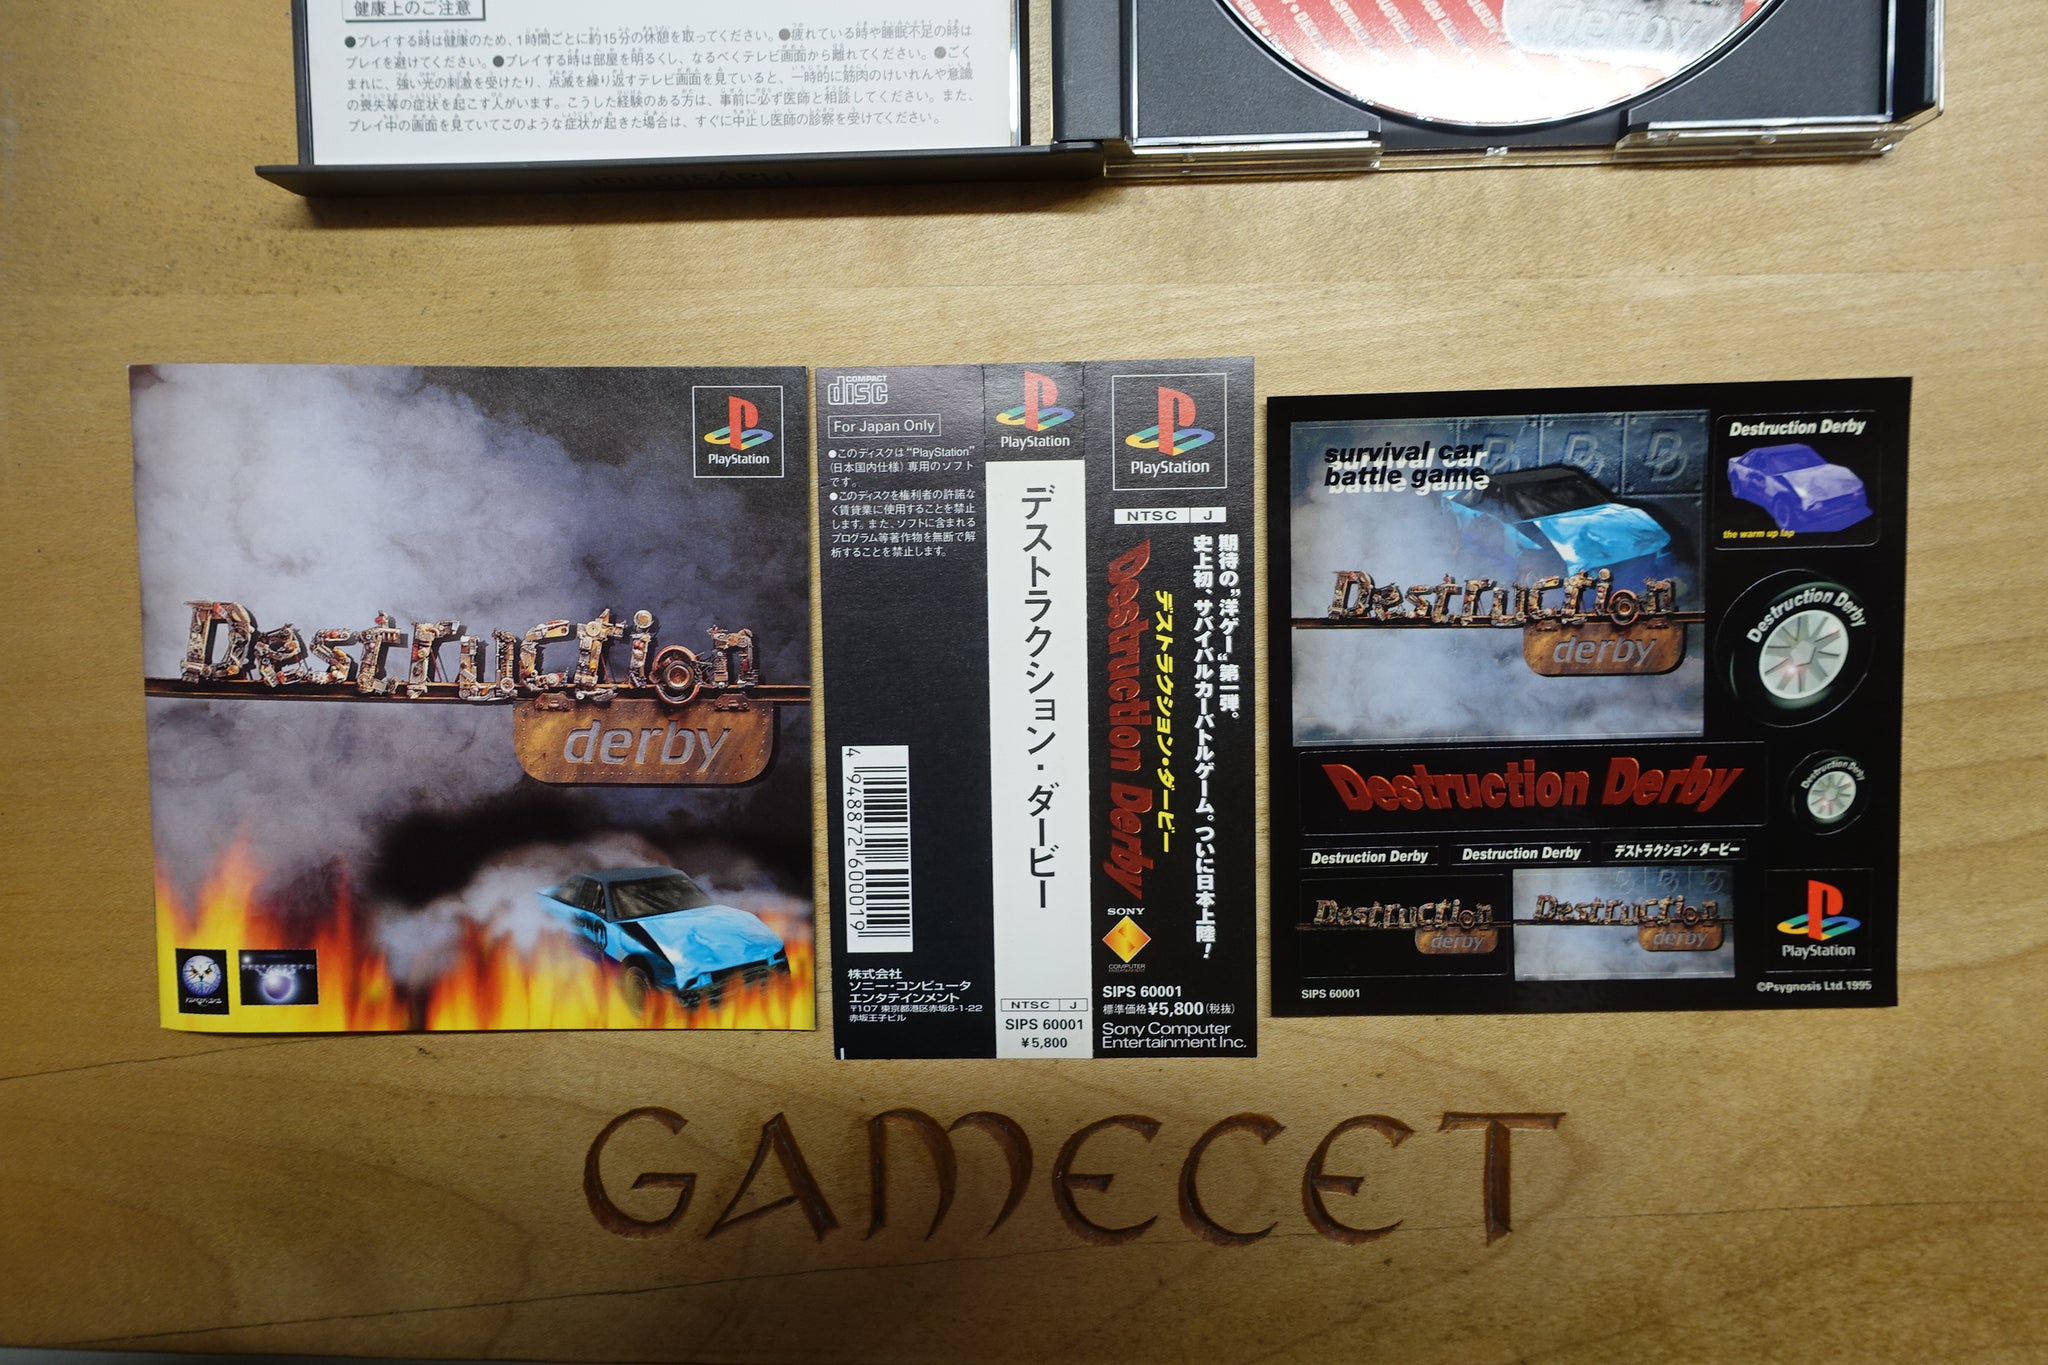 健康上のご注意
●プレイする時は健康のため、1時間ごとに約15分の休憩を取ってください。●疲れている時や睡眠不足の時は
プレイを避けてください。●プレイする時は部屋を明るくし、なるべくテレビ画面から離れてください。●ごく
まれに、強い光の刺激を受けたり、点滅を繰り返すテレビ画面を見ていると、一時的に筋肉のけいれんや意識
の喪失等の症状を起こす人がいます。こうした経験のある方は、事前に必ず医師と相談してください。また、
プレイ中の画面を見ていてこのような症状が起きた場合は、すぐに中止し医師の診察を受けてください。
PlayStation
derby
PlayStation
Destruction
derby
COMPACT
disc
For Japan Only
●このディスクは"PlayStation"
(日本国内仕様)専用のソフト
です。
●このディスクを権利者の許諾な
く賃貸業に使用することを禁止
します。また、ソフトに含まれる
プログラム等著作物を無断で解
析することを禁止します。
4 948872 600019
株式会社
ソニー・コンピュータ
エンタテインメント
〒107 東京都港区赤坂8-1-22
赤坂王子ビル
PlayStation
デストラクション・ダービー
NTSC J
SIPS 60001
¥5,800
PlayStation
NTSC J
期待の"洋ゲー"第一弾。
史上初、サバイバルカーバトルゲーム。ついに日本上陸!
デストラクション・ダービー
Destruction Derby
SONY
COMPUTER
ENTERTAINMENT
SIPS 60001
標準価格¥5,800(税抜)
Sony Computer
Entertainment Inc.
survival car
battle game
Destruction
derby
Destruction Derby
the warm up lap
Destruction Derby
Destruction Derby
Destruction Derby
Destruction Derby
Destruction Derby
デストラクション・ダービー
Destruction
derby
Destruction
derby
PlayStation
SIPS 60001
©Psygnosis Ltd.1995
GAMECET